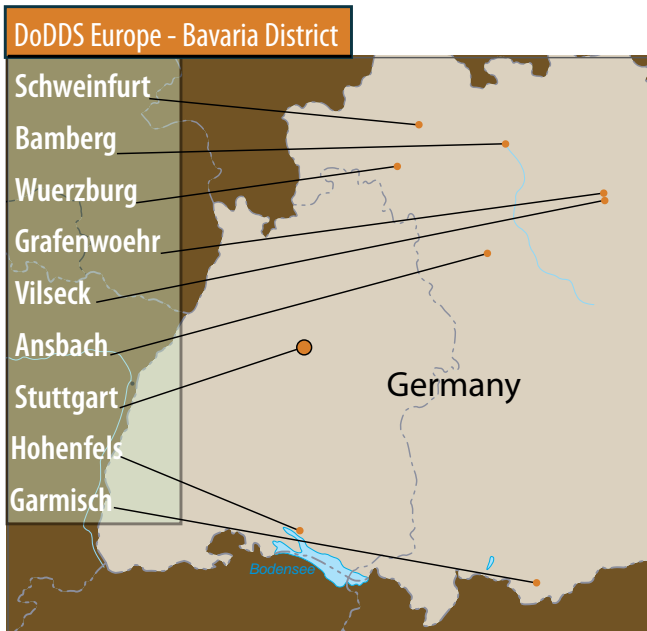 DoDDS Europe - Bavaria District
Schweinfurt
Bamberg
Wuerzburg
Grafenwoehr
Vilseck
Ansbach
Stuttgart
Germany
Hohenfels
Garmisch
Bodensee